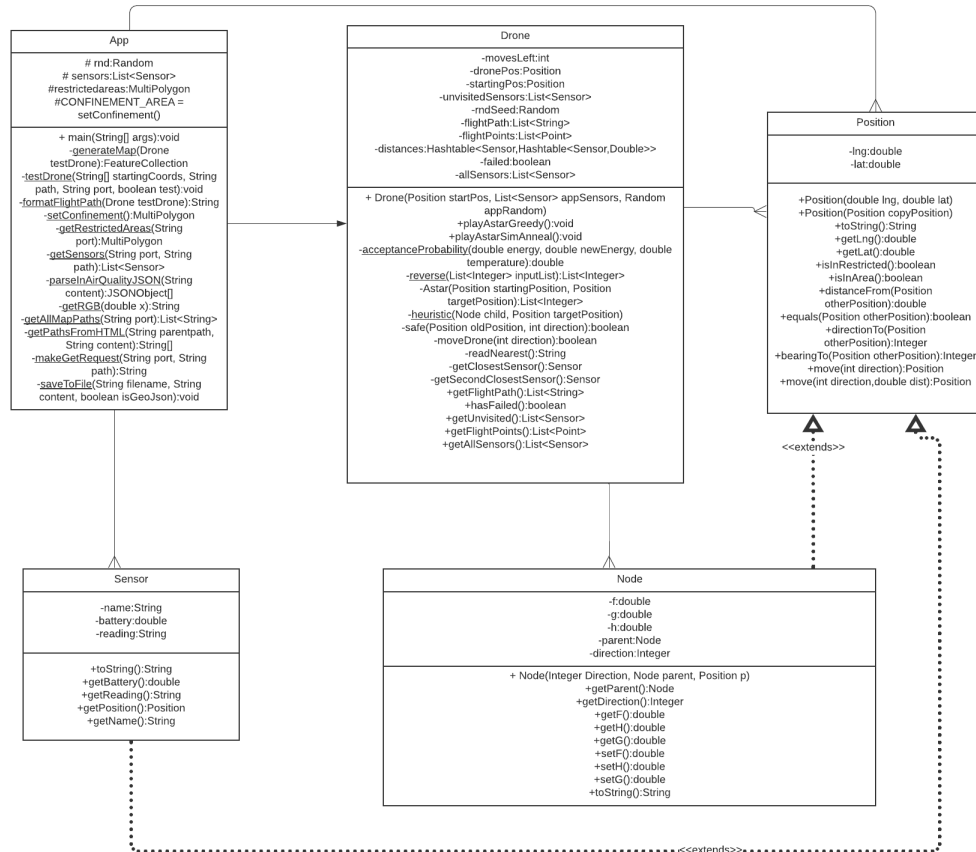 App
# rnd:Random
# sensors:List<Sensor>
#restrictedareas:MultiPolygon
#CONFINEMENT_AREA =
setConfinement()
+ main(String[] args):void
-generateMap(Drone
testDrone):FeatureCollection
-testDrone(String[] startingCoords, String
path, String port, boolean test):void
-formatFlightPath(Drone testDrone):String
-setConfinement():MultiPolygon
-getRestrictedAreas(String
port):MultiPolygon
-getSensors(String port, String
path):List<Sensor>
-parseInAirQualityJSON(String
content):JSONObject[]
-getRGB(double x):String
-getAllMapPaths(String port):List<String>
-getPathsFromHTML(String parentpath,
String content):String[]
-makeGetRequest(String port, String
path):String
-saveToFile(String filename, String
content, boolean isGeoJson):void
Drone
-movesLeft:int
-dronePos:Position
-startingPos:Position
-unvisitedSensors:List<Sensor>
-rndSeed:Random
-flightPath:List<String>
-flightPoints:List<Point>
-distances:Hashtable<Sensor,Hashtable<Sensor,Double>>
-failed:boolean
-allSensors:List<Sensor>
+ Drone(Position startPos, List<Sensor> appSensors, Random
appRandom)
+playAstarGreedy():void
+playAstarSimAnneal():void
-acceptanceProbability(double energy, double newEnergy, double
temperature):double
-reverse(List<Integer> inputList):List<Integer>
-Astar(Position startingPosition, Position
targetPosition):List<Integer>
-heuristic(Node child, Position targetPosition)
-safe(Position oldPosition, int direction):boolean
-moveDrone(int direction):boolean
-readNearest():String
-getClosestSensor():Sensor
-getSecondClosestSensor():Sensor
+getFlightPath():List<String>
+hasFailed():boolean
+getUnvisited():List<Sensor>
+getFlightPoints():List<Point>
+getAllSensors():List<Sensor>
Position
-lng:double
-lat:double
+Position(double lng, double lat)
+Position(Position copyPosition)
+toString():String
+getLng():double
+getLat():double
+isInRestricted():boolean
+isInArea():boolean
+distanceFrom(Position
otherPosition):double
+equals(Position otherPosition):boolean
+directionTo(Position
otherPosition):Integer
+bearingTo(Position otherPosition):Integer
+move(int direction):Position
+move(int direction,double dist):Position
<<extends>>
Sensor
-name:String
-battery:double
-reading:String
+toString():String
+getBattery():double
+getReading():String
+getPosition():Position
+getName():String
Node
-f:double
-g:double
-h:double
-parent:Node
-direction:Integer
+ Node(Integer Direction, Node parent, Position p)
+getParent():Node
+getDirection():Integer
+getF():double
+getH():double
+getG():double
+setF():double
+setH():double
+setG():double
+toString():String
<<extends>>